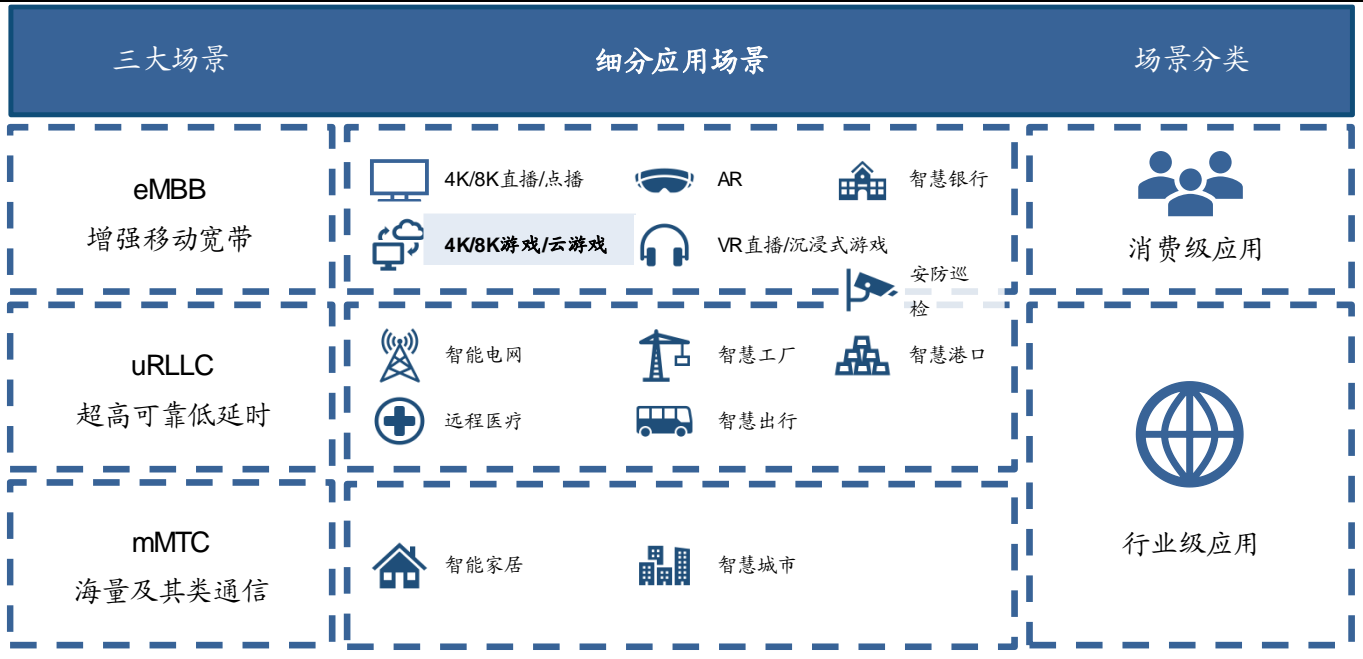 三大场景
细分应用场景
场景分类
eMBB
增强移动宽带
4K/8K直播/点播
AR
智慧银行
4K/8K游戏/云游戏
VR直播/沉浸式游戏
安防巡
检
消费级应用
uRLLC
超高可靠低延时
智能电网
智慧工厂
智慧港口
远程医疗
智慧出行
mMTC
海量及其类通信
智能家居
智慧城市
行业级应用